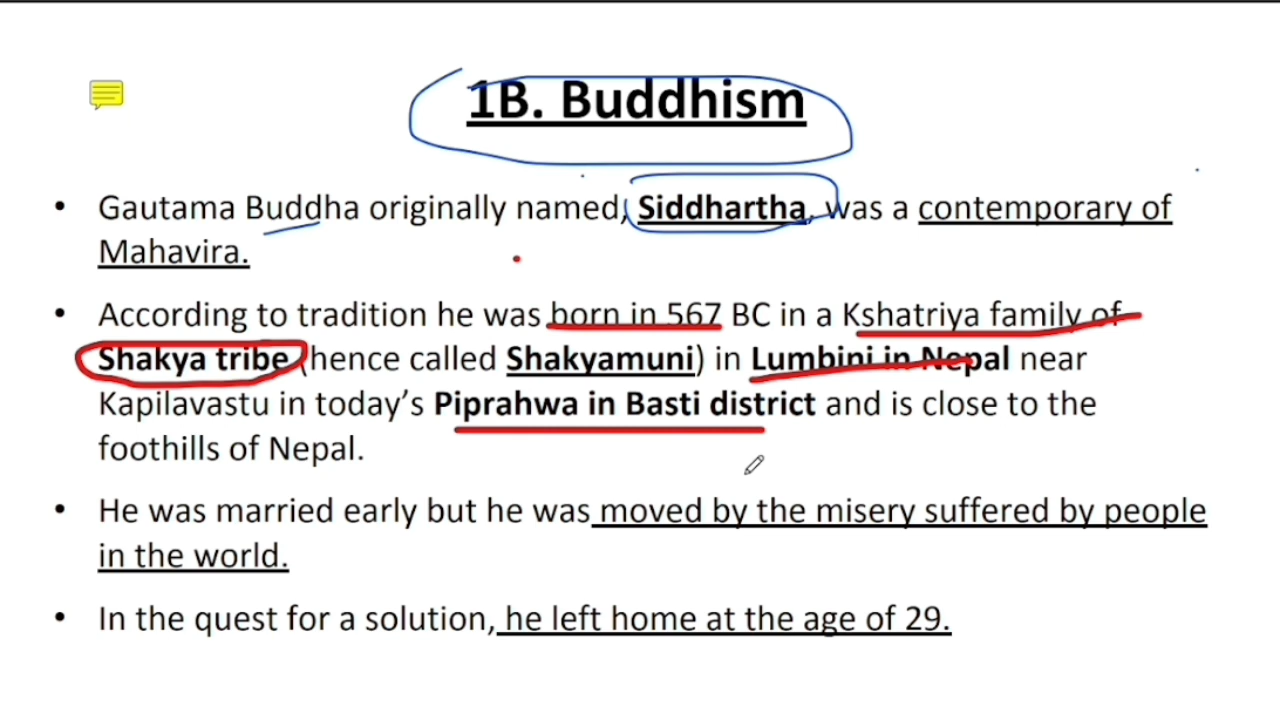 1B. Buddhism
• Gautama Buddha originally named, Siddhartha, was a contemporary of
Mahavira.
• According to tradition he was born in 567 BC in a Kshatriya family of
Shakya tribe (hence called Shakyamuni) in Lumbini in Nepal near
Kapilavastu in today’s Piprahwa in Basti district and is close to the
foothills of Nepal.
• He was married early but he was moved by the misery suffered by people
in the world.
• In the quest for a solution, he left home at the age of 29.